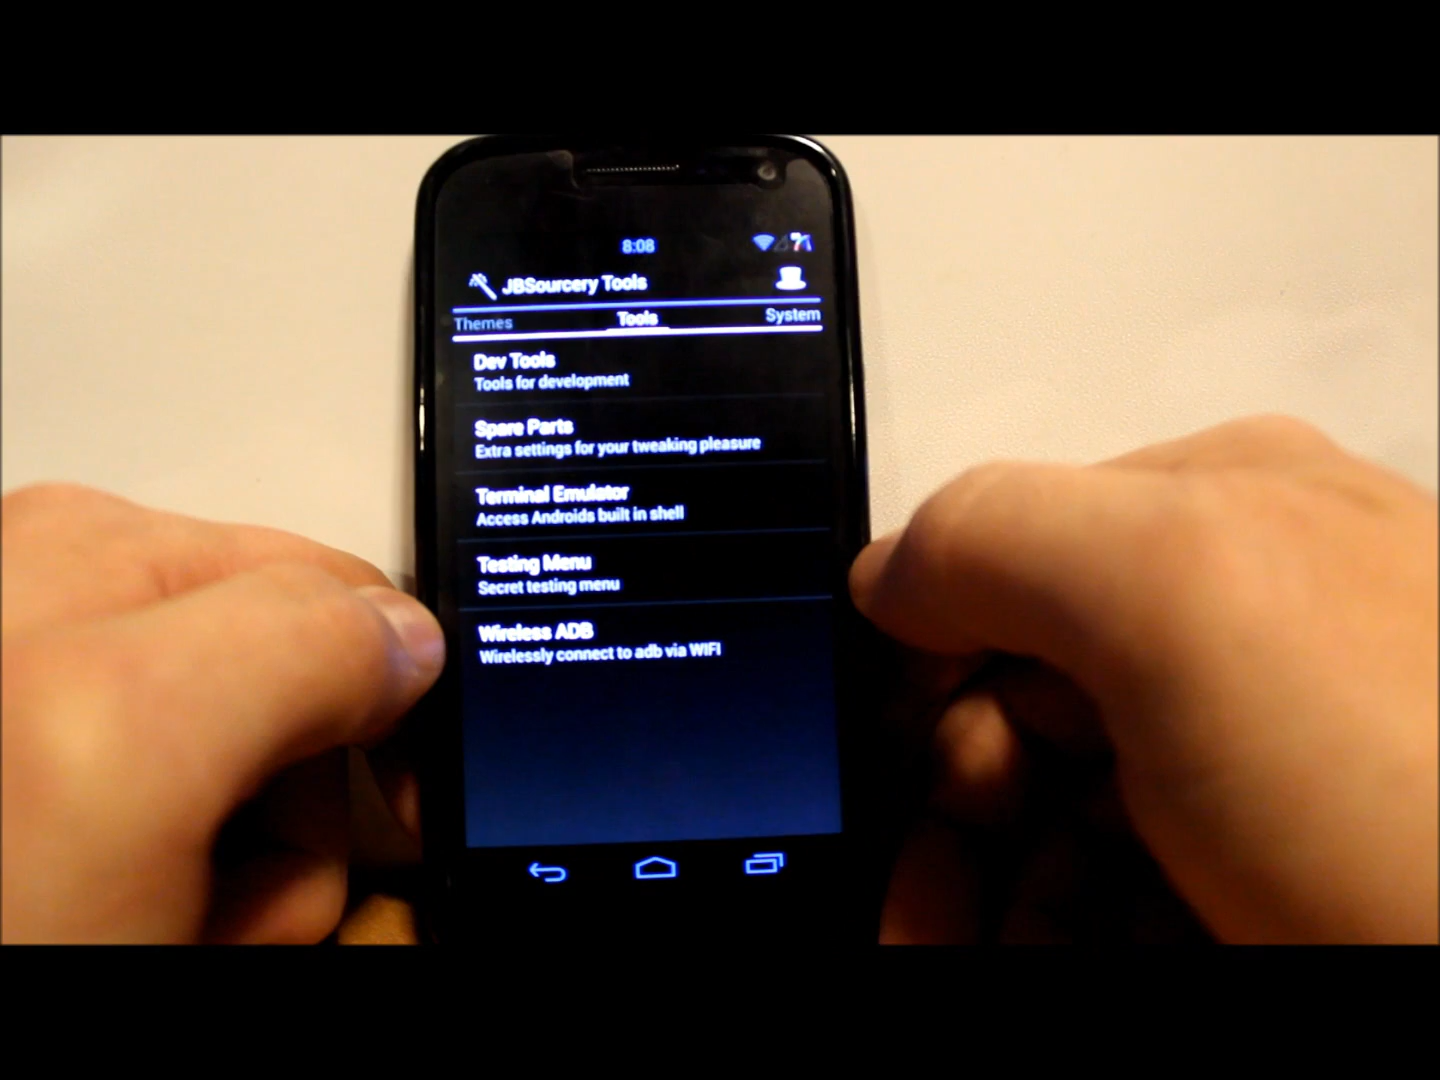 8:08
JBSourcery Tools
Themes Tools System
Dev Tools
Tools for development
Spare Parts
Extra settings for your tweaking pleasure
Terminal Emulator
Access Androids built in shell
Testing Menu
Secret testing menu
Wireless ADB
Wirelessly connect to adb via WIFI